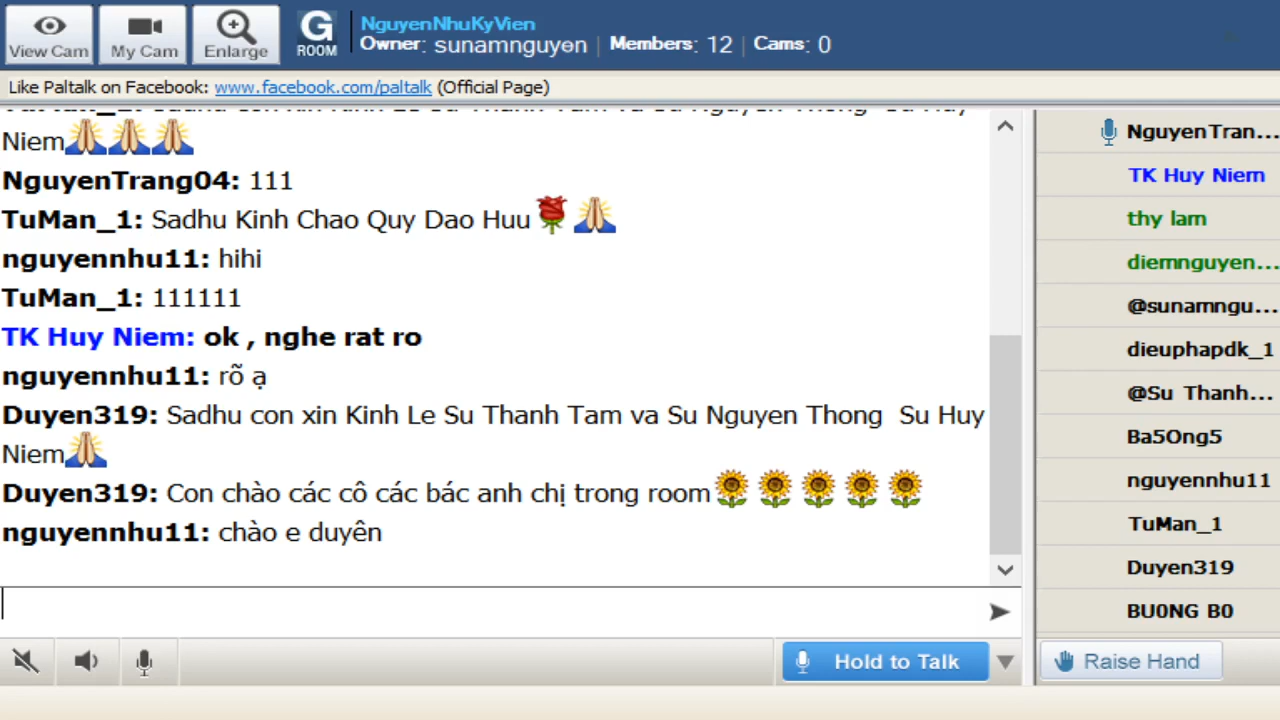 View Cam
My Cam
Enlarge
G
ROOM
NguyenNhuKyVien
Owner: sunamnguyen | Members: 12 | Cams: 0
Like Paltalk on Facebook: www.facebook.com/paltalk (Official Page)
Niem
NguyenTrang04: 111
TuMan_1: Sadhu Kinh Chao Quy Dao Huu
nguyennhu11: hihi
TuMan_1: 111111
TK Huy Niem: ok , nghe rat ro
nguyennhu11: rõ ạ
Duyen319: Sadhu con xin Kinh Le Su Thanh Tam va Su Nguyen Thong Su Huy
Niem
Duyen319: Con chào các cô các bác anh chị trong room
nguyennhu11: chào e duyên
NguyenTran...
TK Huy Niem
thy lam
diemnguyen...
@sunamngu...
dieuphapdk_1
@Su Thanh...
Ba5Ong5
nguyennhu11
TuMan_1
Duyen319
BU0NG B0
Hold to Talk
Raise Hand